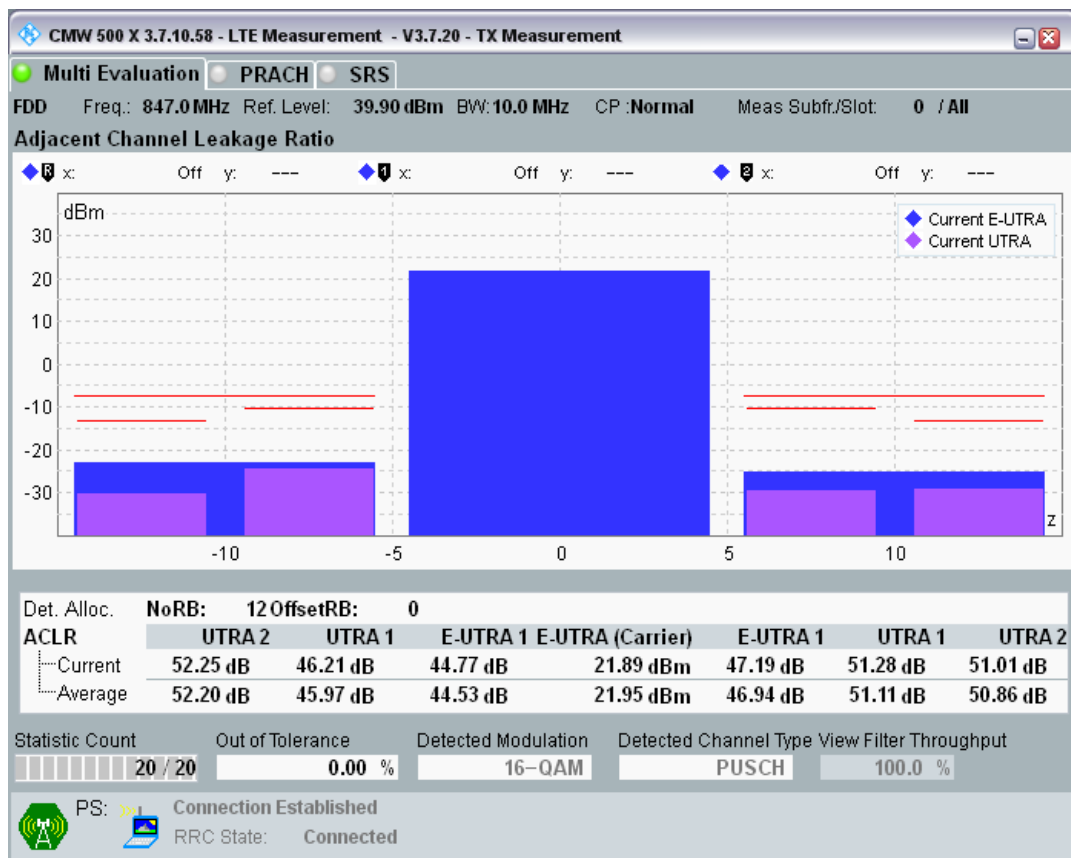 CMW 500 X 3.7.10.58 - LTE Measurement - V3.7.20 - TX Measurement
Multi Evaluation PRACH SRS
FDD Freq.: 847.0 MHz Ref. Level: 39.90 dBm BW: 10.0 MHz CP :Normal Meas Subfr./Slot: 0 / All
Adjacent Channel Leakage Ratio
R x: Off y: --- 1 x: Off y: --- 2 x: Off y: ---
dBm
Current E-UTRA
Current UTRA
30
20
10
0
-10
-20
-30
z
-10 -5 0 5 10
Det. Alloc. NoRB: 12 OffsetRB: 0
ACLR UTRA 2 UTRA 1 E-UTRA 1 E-UTRA (Carrier) E-UTRA 1 UTRA 1 UTRA 2
Current 52.25 dB 46.21 dB 44.77 dB 21.89 dBm 47.19 dB 51.28 dB 51.01 dB
Average 52.20 dB 45.97 dB 44.53 dB 21.95 dBm 46.94 dB 51.11 dB 50.86 dB
Statistic Count Out of Tolerance Detected Modulation Detected Channel Type View Filter Throughput
20 / 20 0.00 % 16-QAM PUSCH 100.0 %
PS: Connection Established
RRC State: Connected